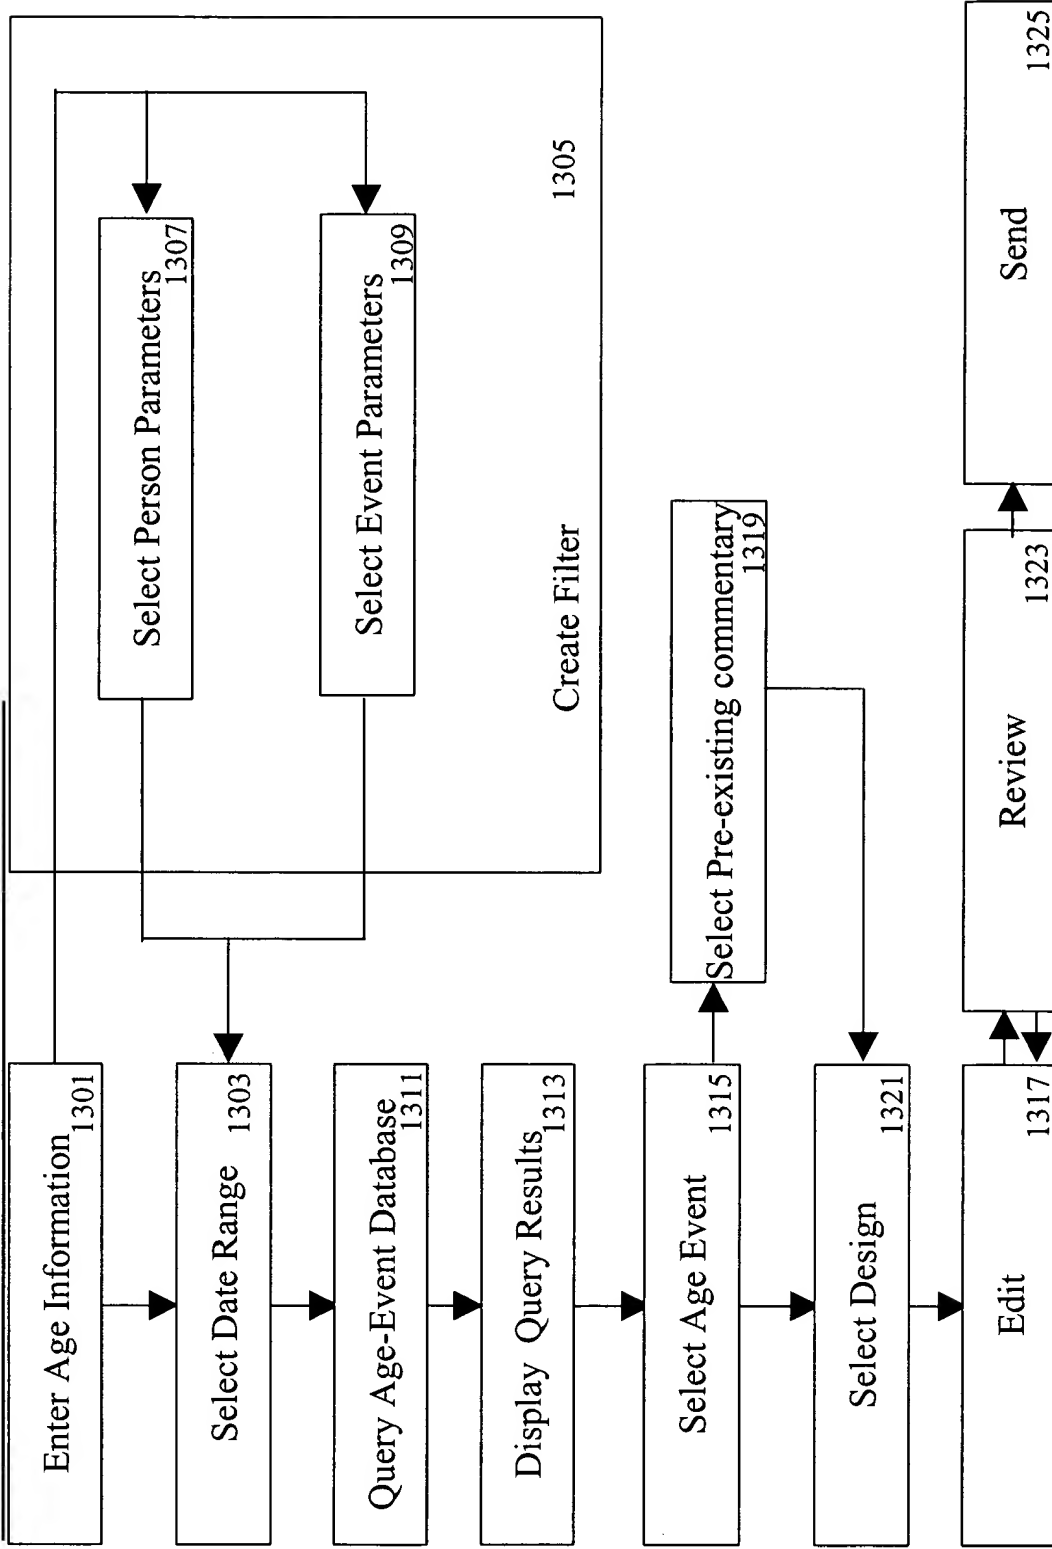 Enter Age Information
1301
Select Date Range
1303
Create Filter
1305
Select Person Parameters
1307
Select Event Parameters
1309
Query Age-Event Database
1311
Display Query Results
1313
Select Age Event
1315
Select Pre-existing commentary
1319
Select Design
1321
Edit
1317
Review
1323
Send
1325